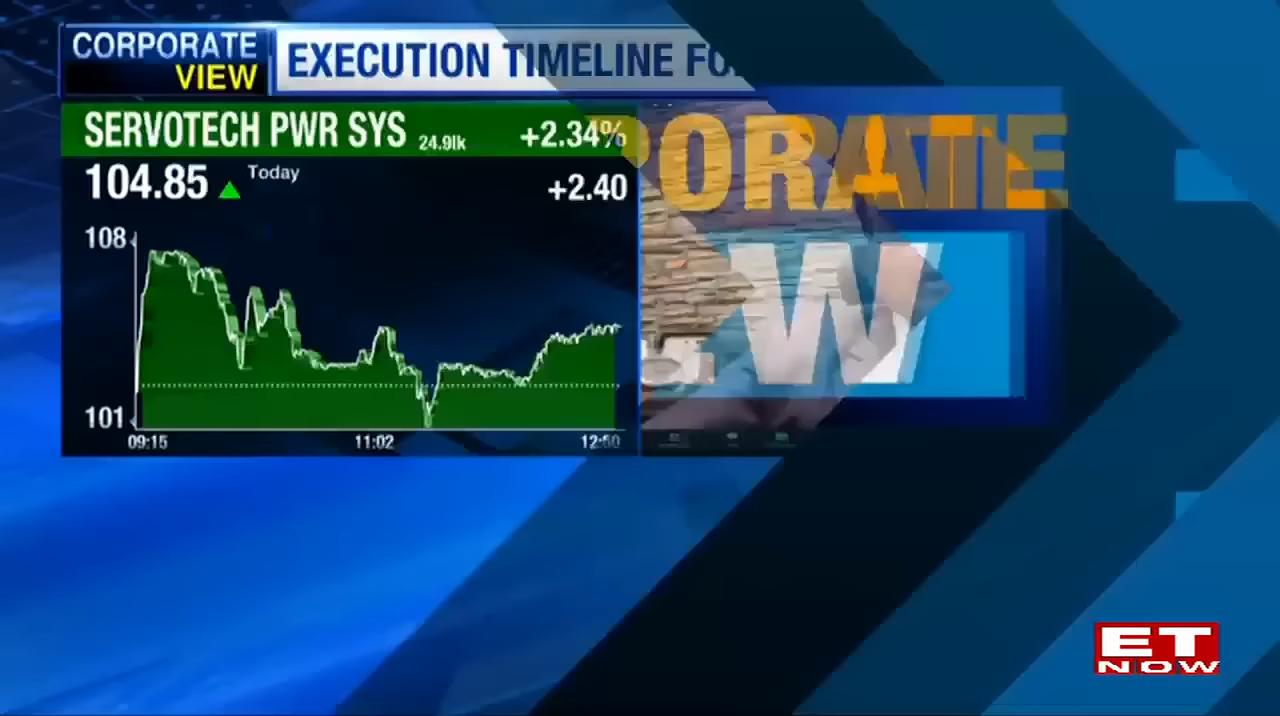 CORPORATE
VIEW
EXECUTION TIMELINE
SERVOTECH PWR SYS 24.9lk +2.34%
104.85 Today +2.40
108
101
09:15 11:02 12:50
W
ET
NOW